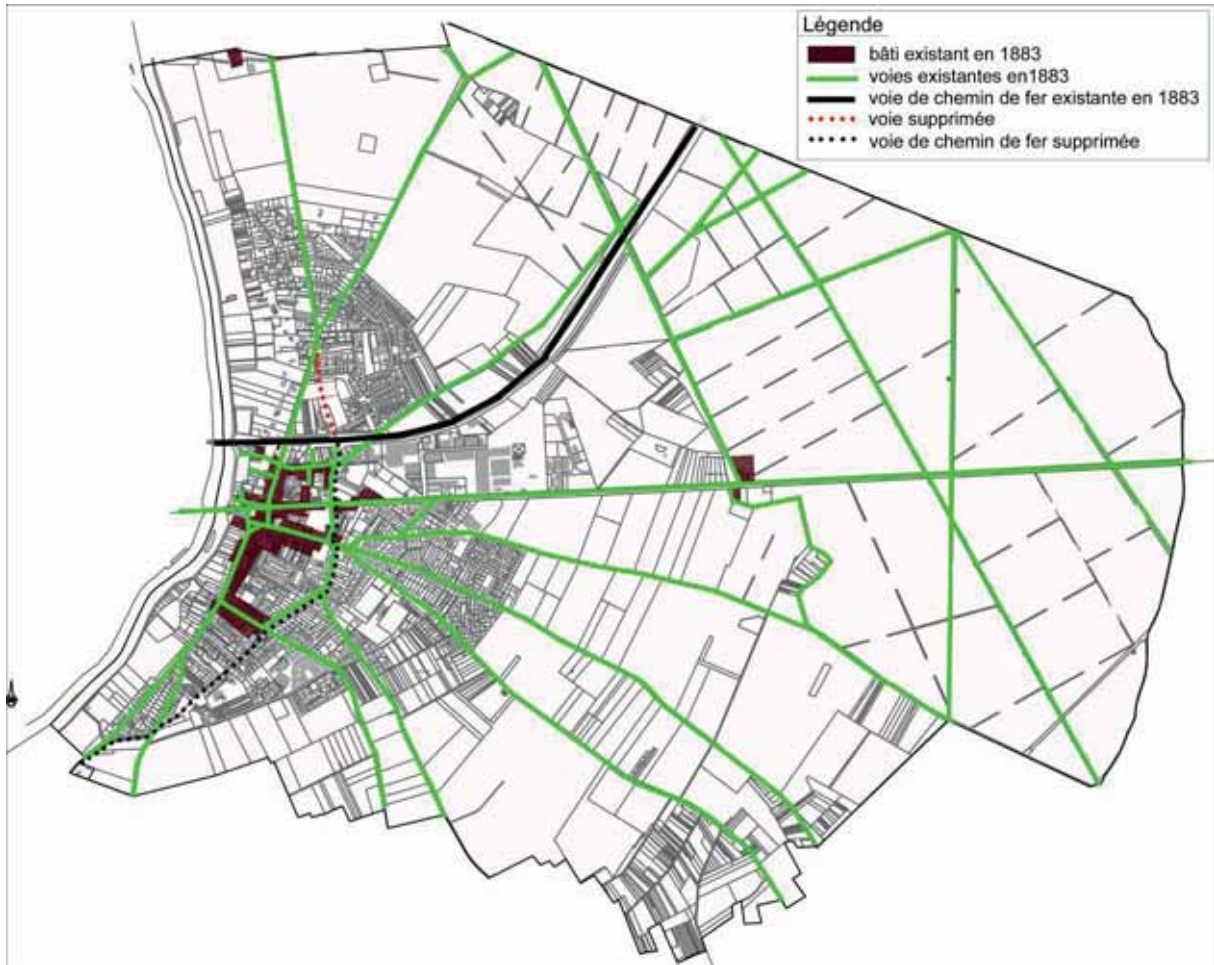 Légende
bâti existant en 1883
voies existantes en1883
voie de chemin de fer existante en 1883
voie supprimée
voie de chemin de fer supprimée